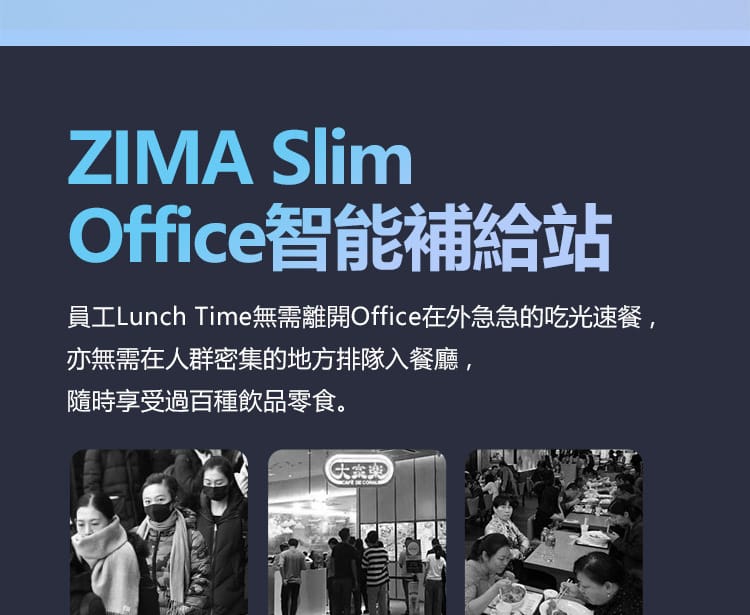 ZIMA Slim
Office智能補給站
員工Lunch Time無需離開Office在外急急的吃光速餐，
亦無需在人群密集的地方排隊入餐廳，
隨時享受過百種飲品零食。
大家樂
CAFÉ DE CORAL